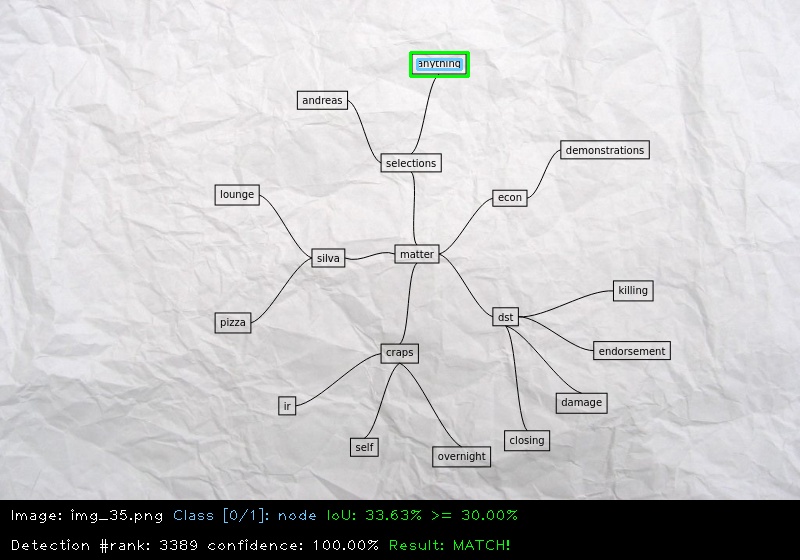 anything
andreas
demonstrations
selections
lounge
econ
matter
silva
killing
dst
pizza
endorsement
craps
damage
ir
closing
self
overnight
Image: img_35.png Class [0/1]: node IoU: 33.63% >= 30.00%
Detection #rank: 3389 confidence: 100.00% Result: MATCH!